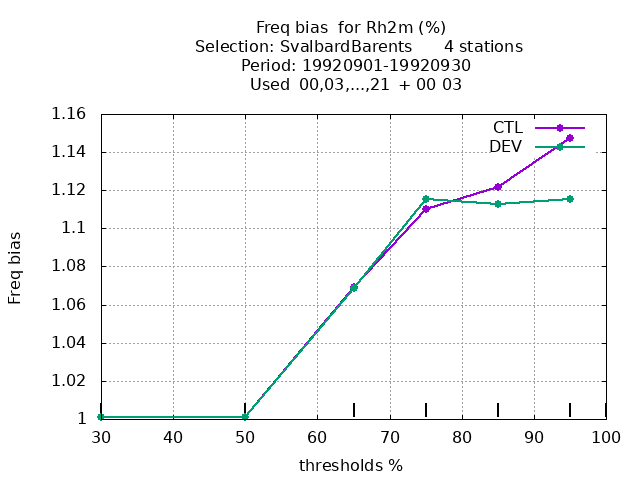 Freq bias  for Rh2m (%)
Selection: SvalbardBarents      4 stations
Period: 19920901-19920930
Used  00,03,...,21  + 00 03
1.16
CTL
DEV
1.14
1.12
1.1
1.08
1.06
1.04
1.02
1
Freq bias
30 40 50 60 70 80 90 100
thresholds %